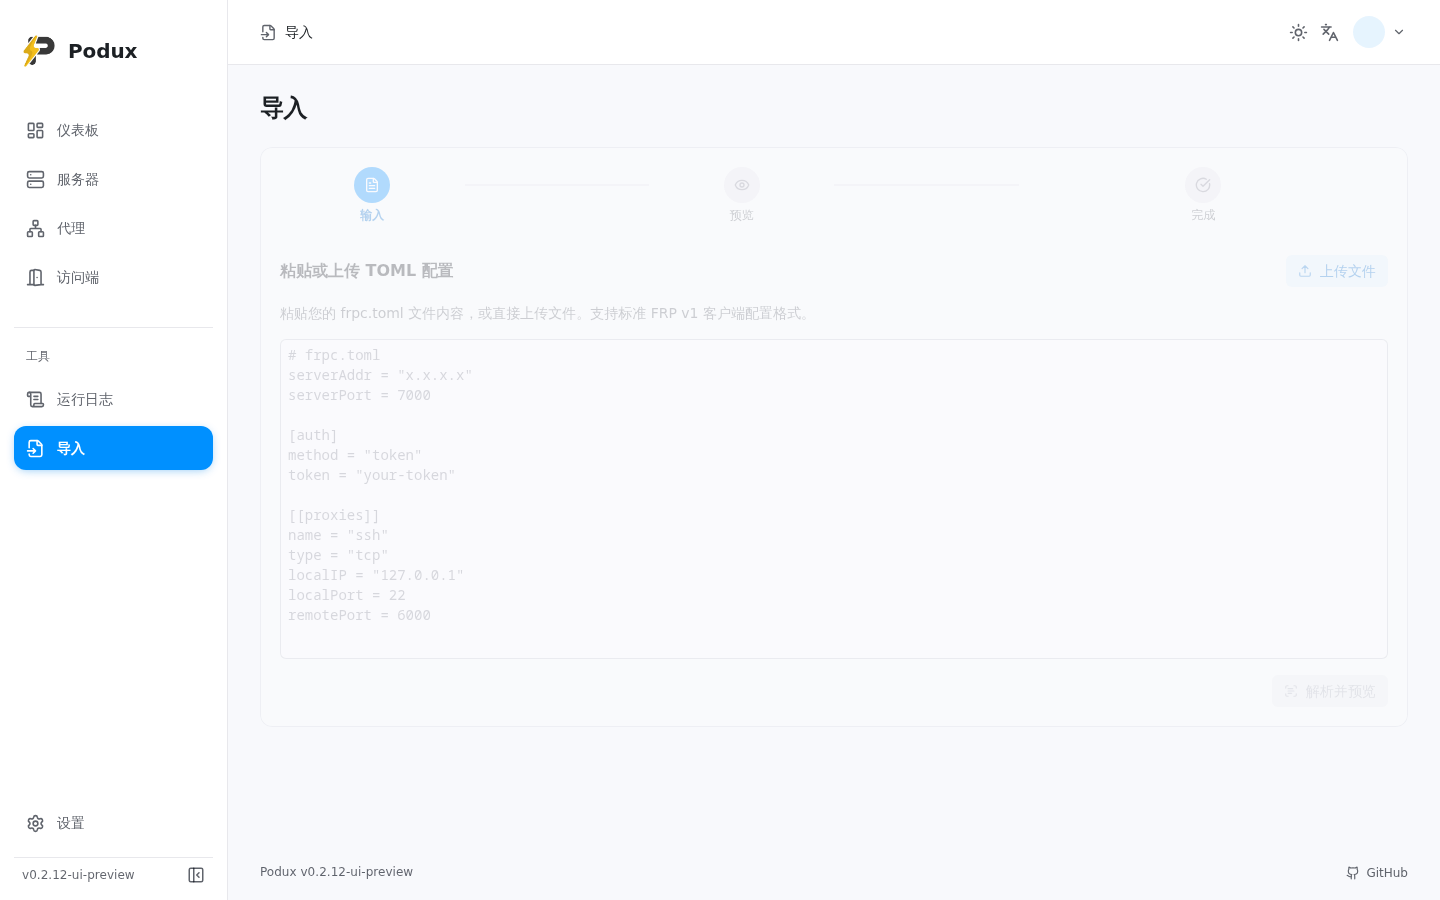 Podux
仪表板
服务器
代理
访问端
工具
运行日志
导入
设置
v0.2.12-ui-preview
导入
导入
输入
预览
完成
粘贴或上传 TOML 配置
上传文件
粘贴您的 frpc.toml 文件内容，或直接上传文件。支持标准 FRP v1 客户端配置格式。
# frpc.toml
serverAddr = "x.x.x.x"
serverPort = 7000
[auth]
method = "token"
token = "your-token"
[[proxies]]
name = "ssh"
type = "tcp"
localIP = "127.0.0.1"
localPort = 22
remotePort = 6000
解析并预览
Podux v0.2.12-ui-preview
GitHub